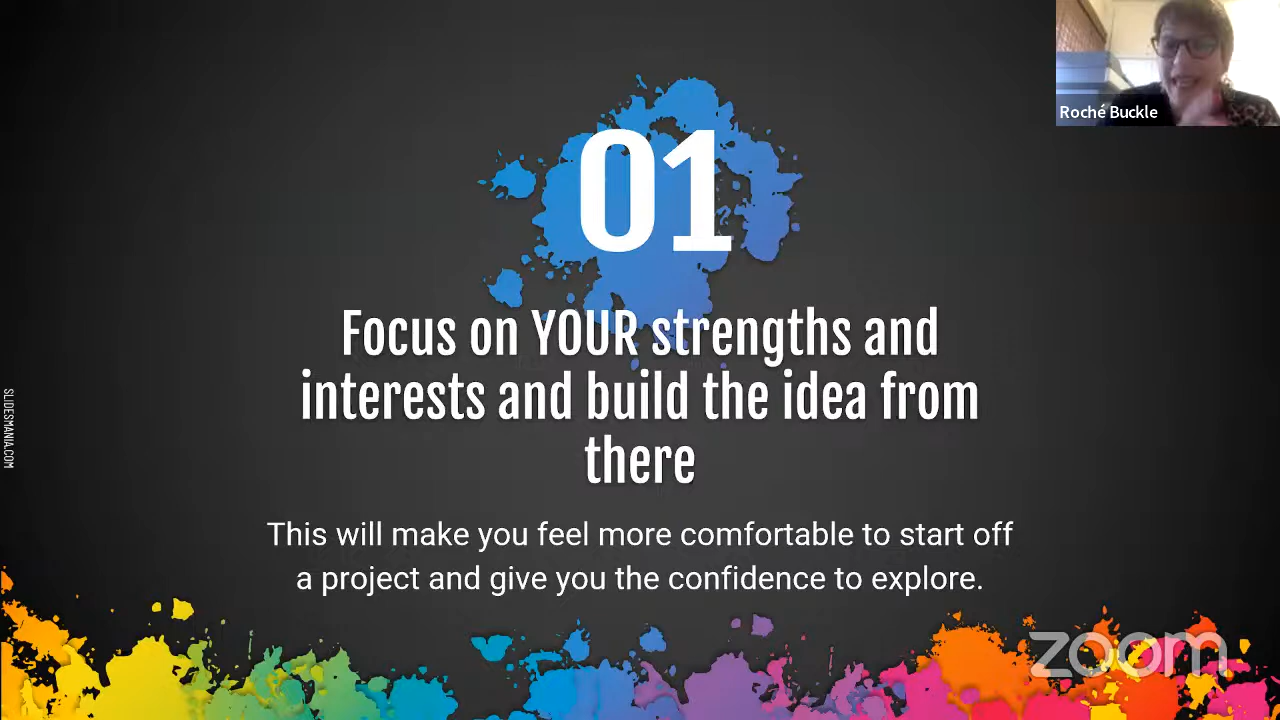 Roché Buckle
01
Focus on YOUR strengths and
interests and build the idea from
there
This will make you feel more comfortable to start off
a project and give you the confidence to explore.
SLIDESMANIA.COM
zoom